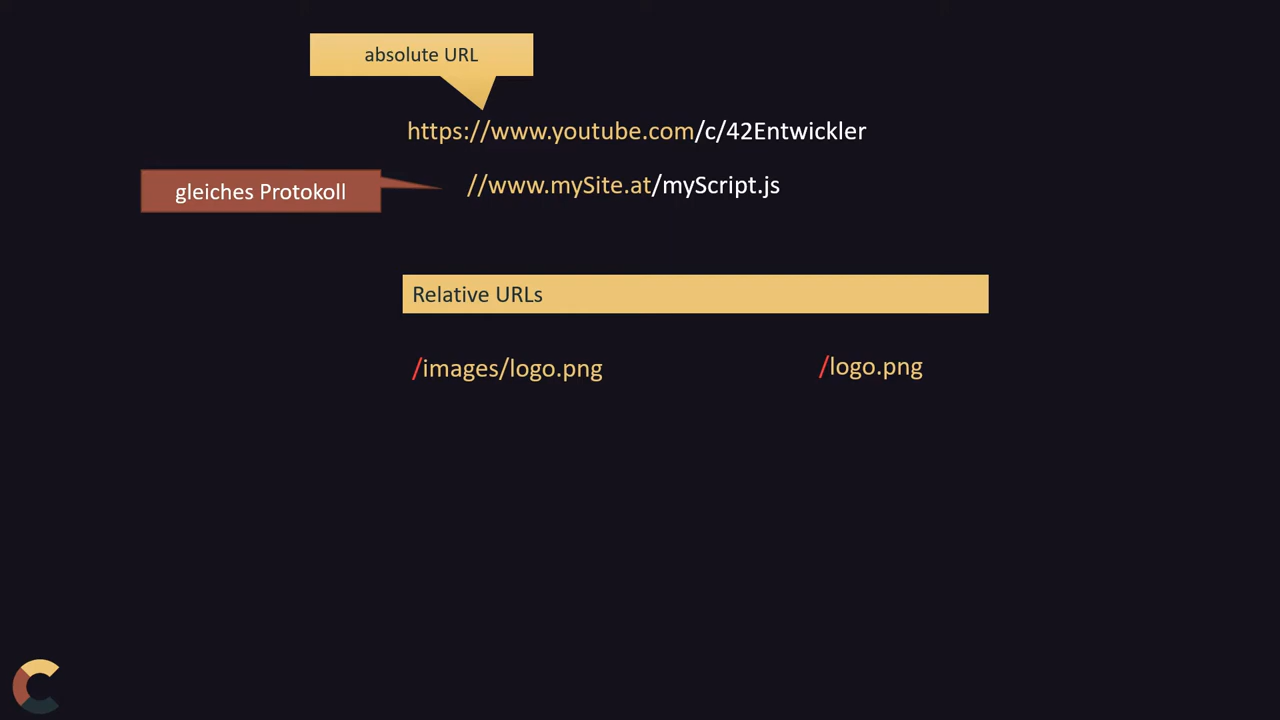 absolute URL
https://www.youtube.com/c/42Entwickler
gleiches Protokoll
//www.mySite.at/myScript.js
Relative URLs
/images/logo.png
/logo.png